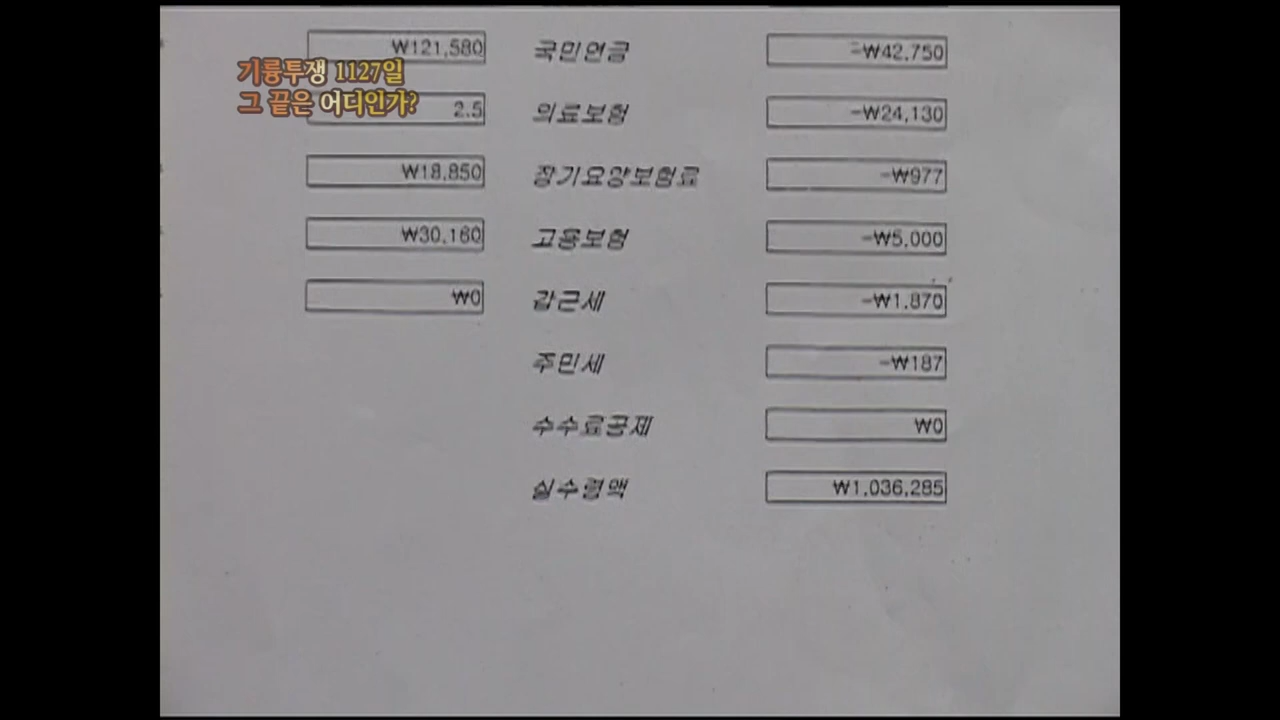 기륭투쟁 1127일
그 끝은 어디인가?
₩121,580 국민연금 -₩42,750
2.5 의료보험 -₩24,130
₩18,850 장기요양보험료 -₩977
₩30,160 고용보험 -₩5,000
₩0 갑근세 -₩1,870
주민세 -₩187
수수료공제 ₩0
실수령액 ₩1,036,285